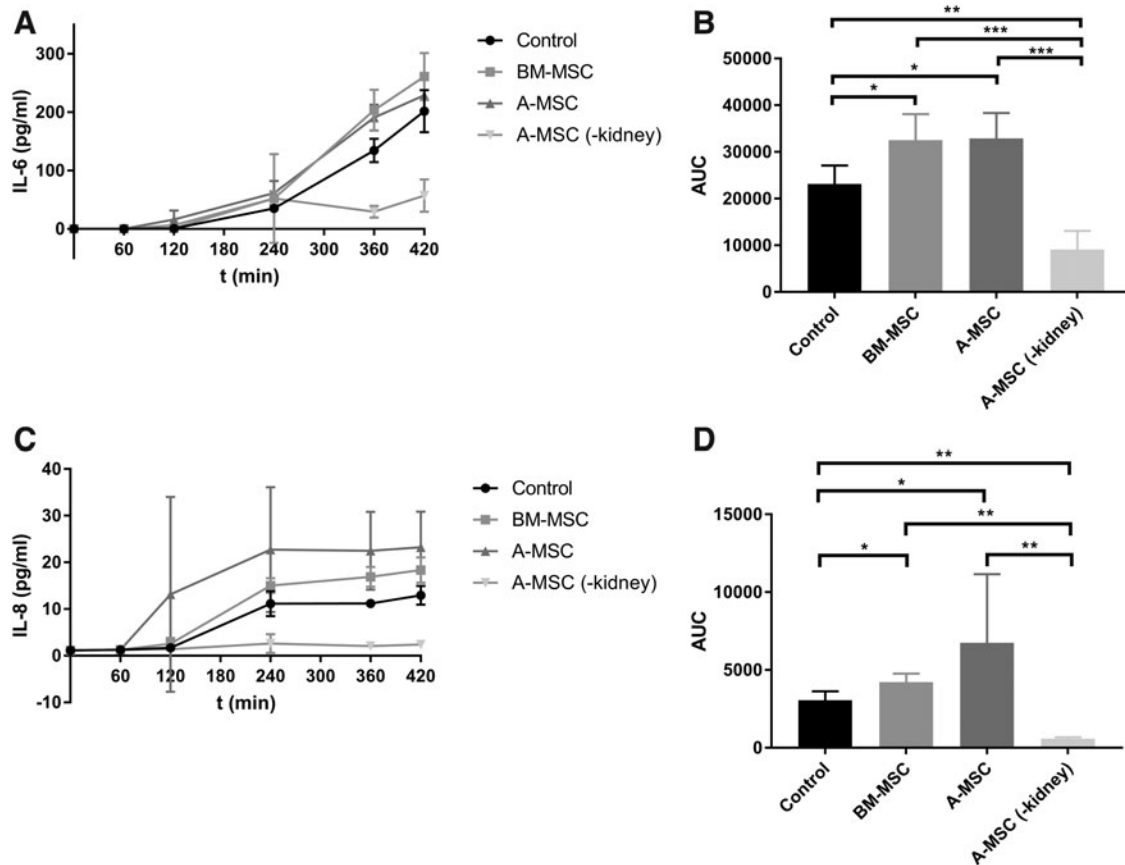 A
IL-6 (pg/ml)
300
200
100
0
60 120 180 240 300 360 420
t (min)
Control
BM-MSC
A-MSC
A-MSC (-kidney)
B
**
***
***
*
*
AUC
50000
40000
30000
20000
10000
0
Control
BM-MSC
A-MSC
A-MSC (-kidney)
C
IL-8 (pg/ml)
40
30
20
10
0
-10
60 120 180 240 300 360 420
t (min)
Control
BM-MSC
A-MSC
A-MSC (-kidney)
D
**
*
**
*
**
AUC
15000
10000
5000
0
Control
BM-MSC
A-MSC
A-MSC (-kidney)